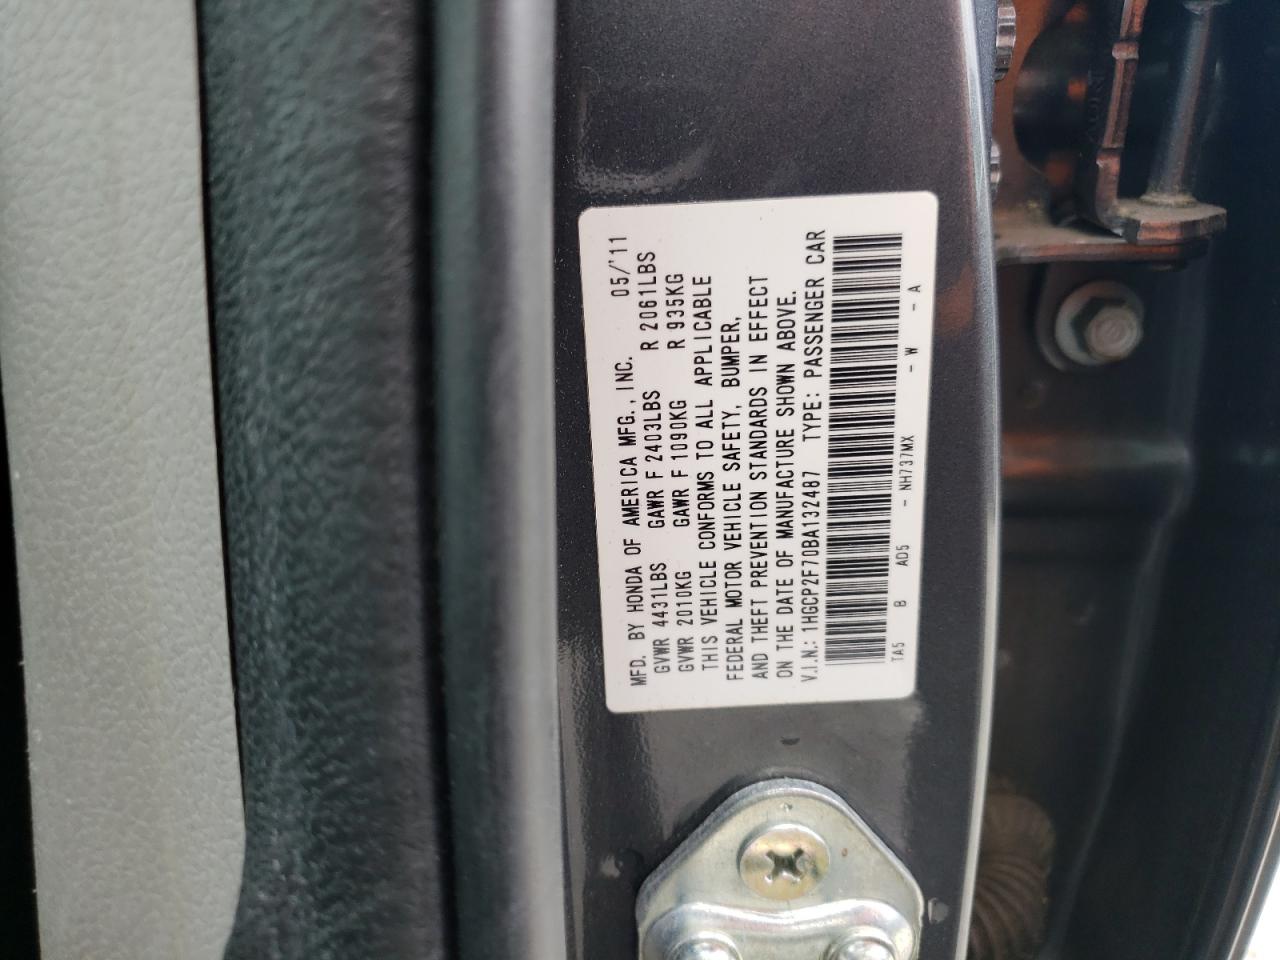 MFD. BY HONDA OF AMERICA MFG., INC. 05/'11
GVWR 4431LBS GAWR F 2403LBS R 2061LBS
GVWR 2010KG GAWR F 1090KG R 935KG
THIS VEHICLE CONFORMS TO ALL APPLICABLE
FEDERAL MOTOR VEHICLE SAFETY, BUMPER,
AND THEFT PREVENTION STANDARDS IN EFFECT
ON THE DATE OF MANUFACTURE SHOWN ABOVE.
V.I.N.: 1HGCP2F70BA132487 TYPE: PASSENGER CAR
TA5 B AD5 - NH737MX - W - A